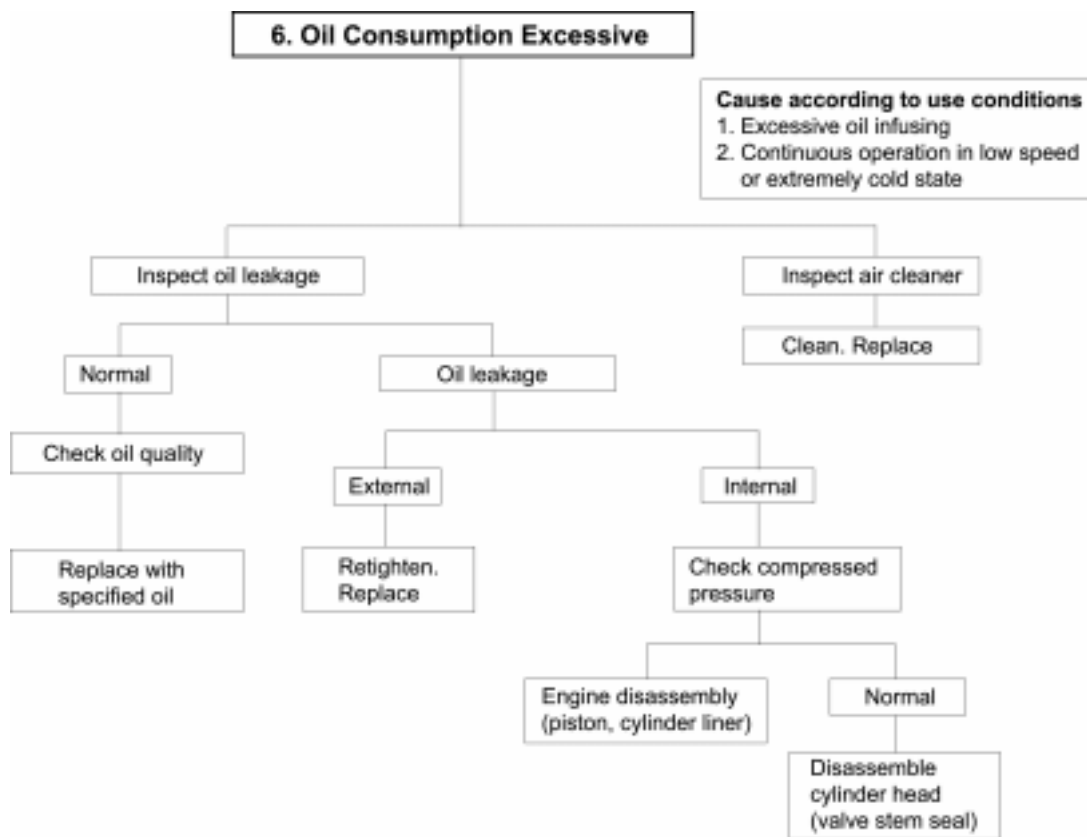 6. Oil Consumption Excessive
Cause according to use conditions
1. Excessive oil infusing
2. Continuous operation in low speed
or extremely cold state
Inspect oil leakage
Inspect air cleaner
Clean. Replace
Normal
Oil leakage
Check oil quality
External
Internal
Replace with
specified oil
Retighten.
Replace
Check compressed
pressure
Engine disassembly
(piston, cylinder liner)
Normal
Disassemble
cylinder head
(valve stem seal)